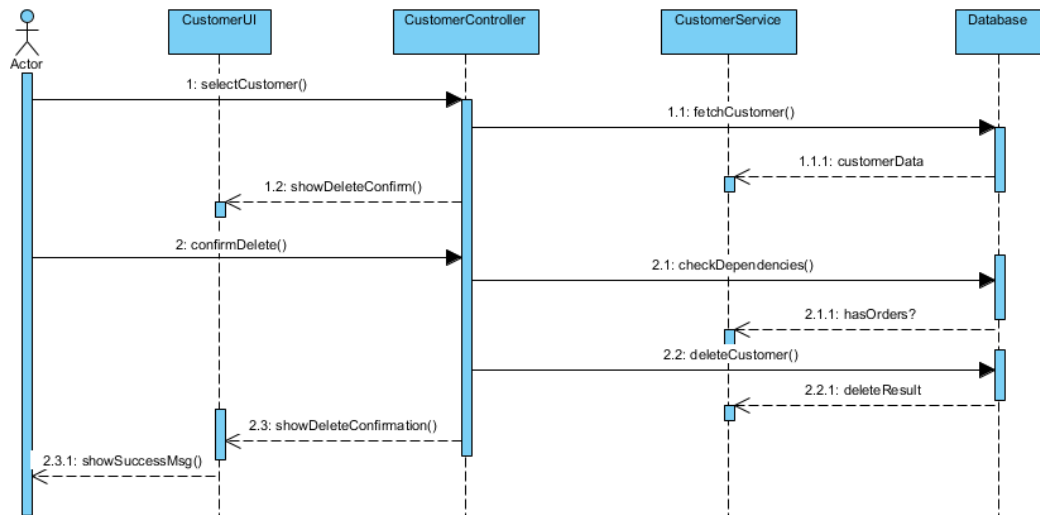 CustomerUI
CustomerController
CustomerService
Database
Actor
1: selectCustomer()
1.1: fetchCustomer()
1.1.1: customerData
1.2: showDeleteConfirm()
2: confirmDelete()
2.1: checkDependencies()
2.1.1: hasOrders?
2.2: deleteCustomer()
2.2.1: deleteResult
2.3: showDeleteConfirmation()
2.3.1: showSuccessMsg()